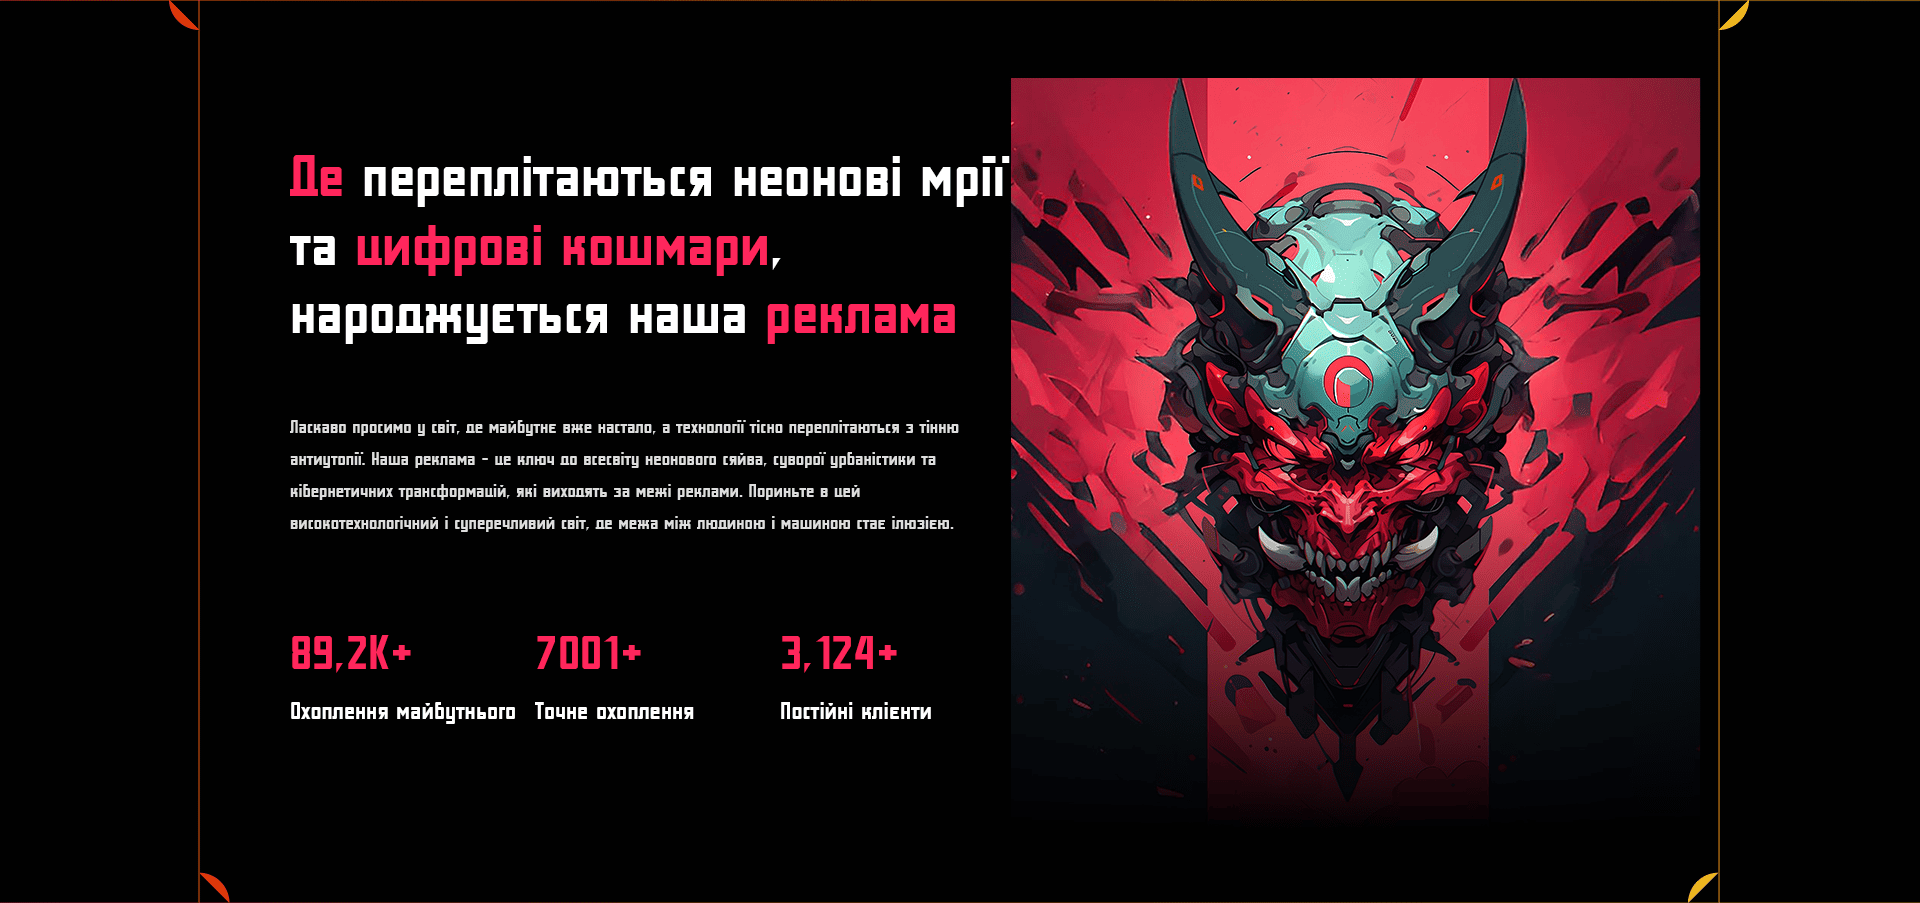 Де переплітаються неонові мрії
та цифрові кошмари,
народжується наша реклама
Ласкаво просимо у світ, де майбутнє вже настало, а технології тісно переплітаються з тінню
антиутопії. Наша реклама - це ключ до всесвіту неонового сяйва, суворої урбаністики та
кібернетичних трансформацій, які виходять за межі реклами. Пориньте в цей
високотехнологічний і суперечливий світ, де межа між людиною і машиною стає ілюзією.
89,2K+ 7001+ 3,124+
Охоплення майбутнього Точне охоплення Постійні клієнти